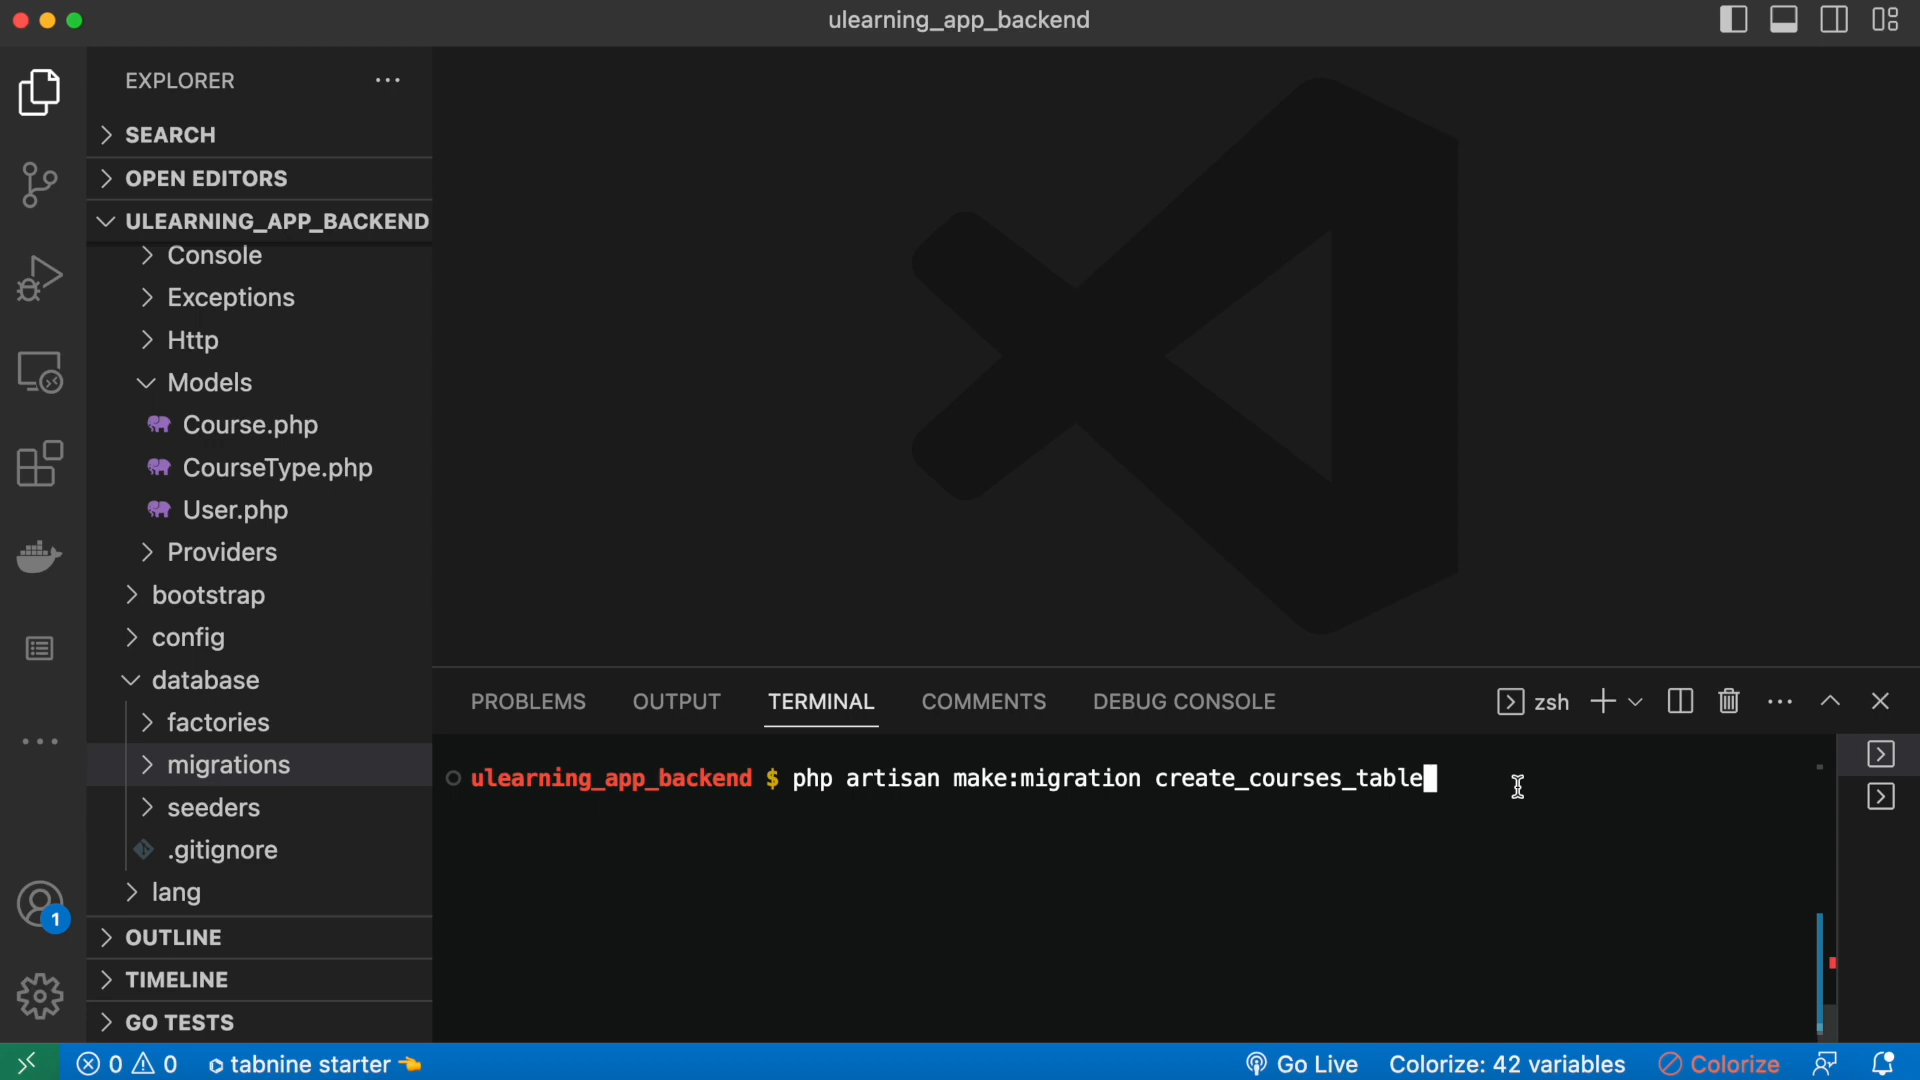 ulearning_app_backend
EXPLORER
SEARCH
OPEN EDITORS
ULEARNING_APP_BACKEND
Console
Exceptions
Http
Models
Course.php
CourseType.php
User.php
Providers
bootstrap
config
database
factories
migrations
seeders
.gitignore
lang
OUTLINE
TIMELINE
GO TESTS
PROBLEMS OUTPUT TERMINAL COMMENTS DEBUG CONSOLE zsh
ulearning_app_backend $ php artisan make:migration create_courses_table
1
0 0 tabnine starter Go Live Colorize: 42 variables Colorize